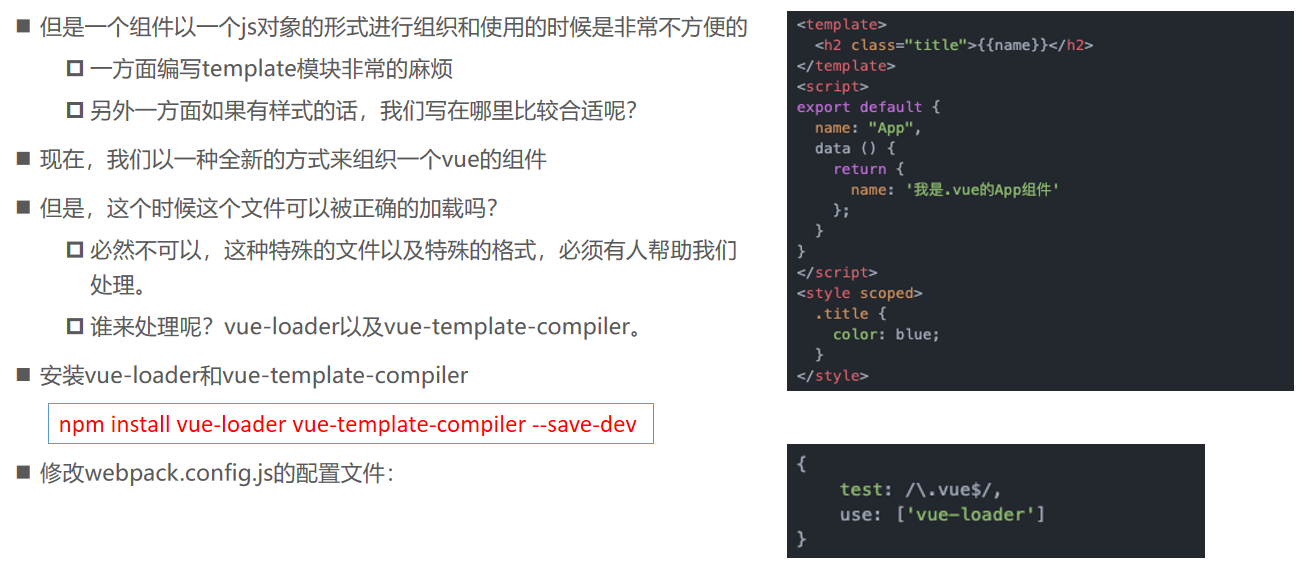 但是一个组件以一个js对象的形式进行组织和使用的时候是非常不方便的
一方面编写template模块非常的麻烦
另外一方面如果有样式的话，我们写在哪里比较合适呢？
现在，我们以一种全新的方式来组织一个vue的组件
但是，这个时候这个文件可以被正确的加载吗？
必然不可以，这种特殊的文件以及特殊的格式，必须有人帮助我们
处理。
谁来处理呢？vue-loader以及vue-template-compiler。
安装vue-loader和vue-template-compiler
npm install vue-loader vue-template-compiler --save-dev
修改webpack.config.js的配置文件：
<template>
  <h2 class="title">{{name}}</h2>
</template>
<script>
export default {
  name: "App",
  data () {
    return {
      name: '我是.vue的App组件'
    };
  }
}
</script>
<style scoped>
  .title {
    color: blue;
  }
</style>
{
    test: /\.vue$/,
    use: ['vue-loader']
}